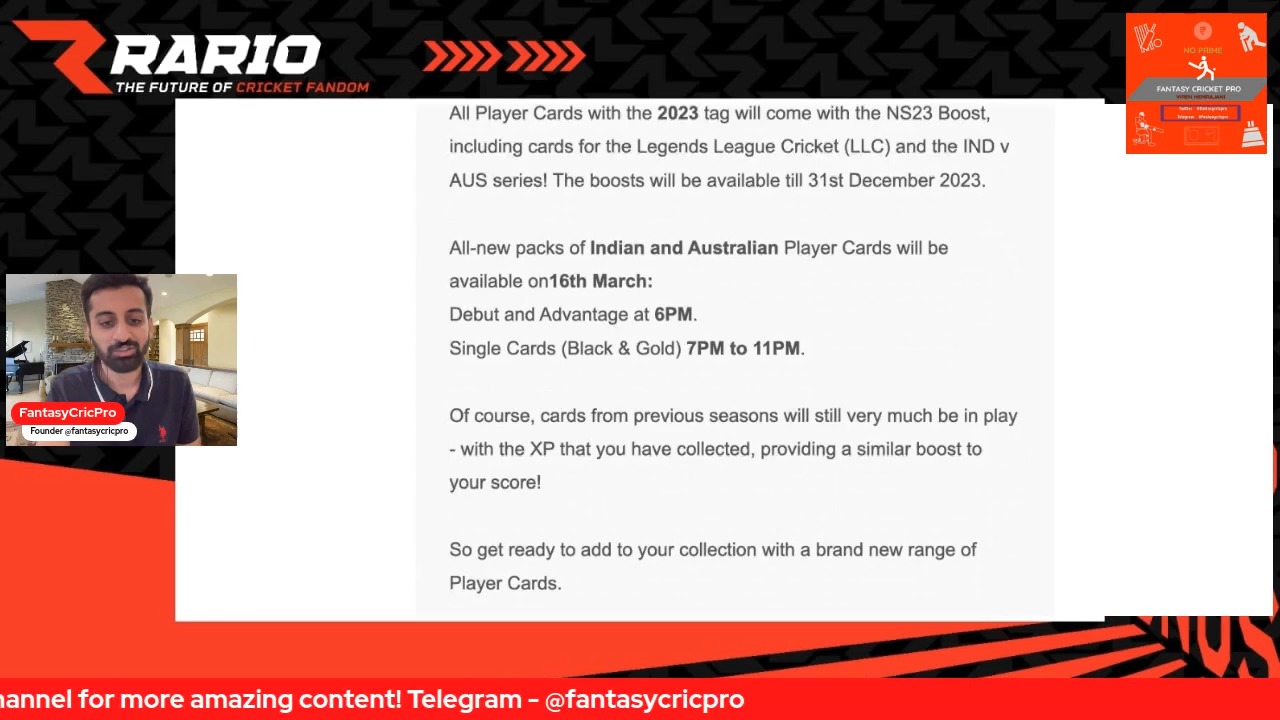 RARIO
THE FUTURE OF CRICKET FANDOM
NO PRIME
FANTASY CRICKET PRO
All Player Cards with the 2023 tag will come with the NS23 Boost,
including cards for the Legends League Cricket (LLC) and the IND v
AUS series! The boosts will be available till 31st December 2023.
All-new packs of Indian and Australian Player Cards will be
available on16th March:
Debut and Advantage at 6PM.
Single Cards (Black & Gold) 7PM to 11PM.
Of course, cards from previous seasons will still very much be in play
- with the XP that you have collected, providing a similar boost to
your score!
So get ready to add to your collection with a brand new range of
Player Cards.
FantasyCricPro
Founder @fantasycricpro
hannel for more amazing content! Telegram - @fantasycricpro